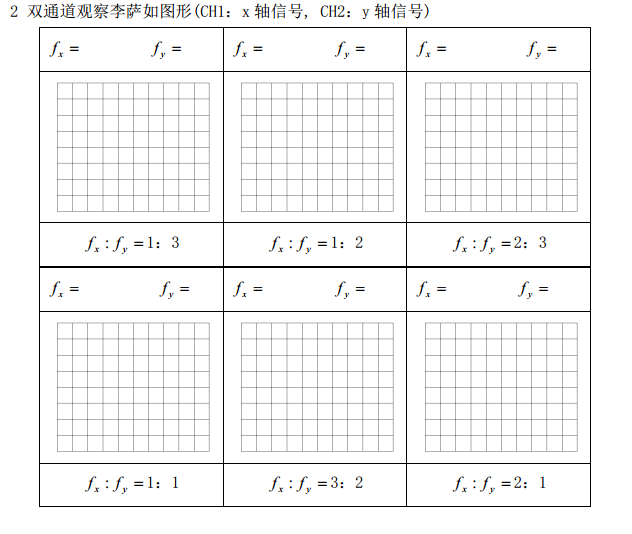 2 双通道观察李萨如图形(CH1: x 轴信号, CH2: y 轴信号)
fx = fy = fx = fy = fx = fy =
fx : fy =1: 3 fx : fy =1: 2 fx : fy =2: 3
fx = fy = fx = fy = fx = fy =
fx : fy =1: 1 fx : fy =3: 2 fx : fy =2: 1